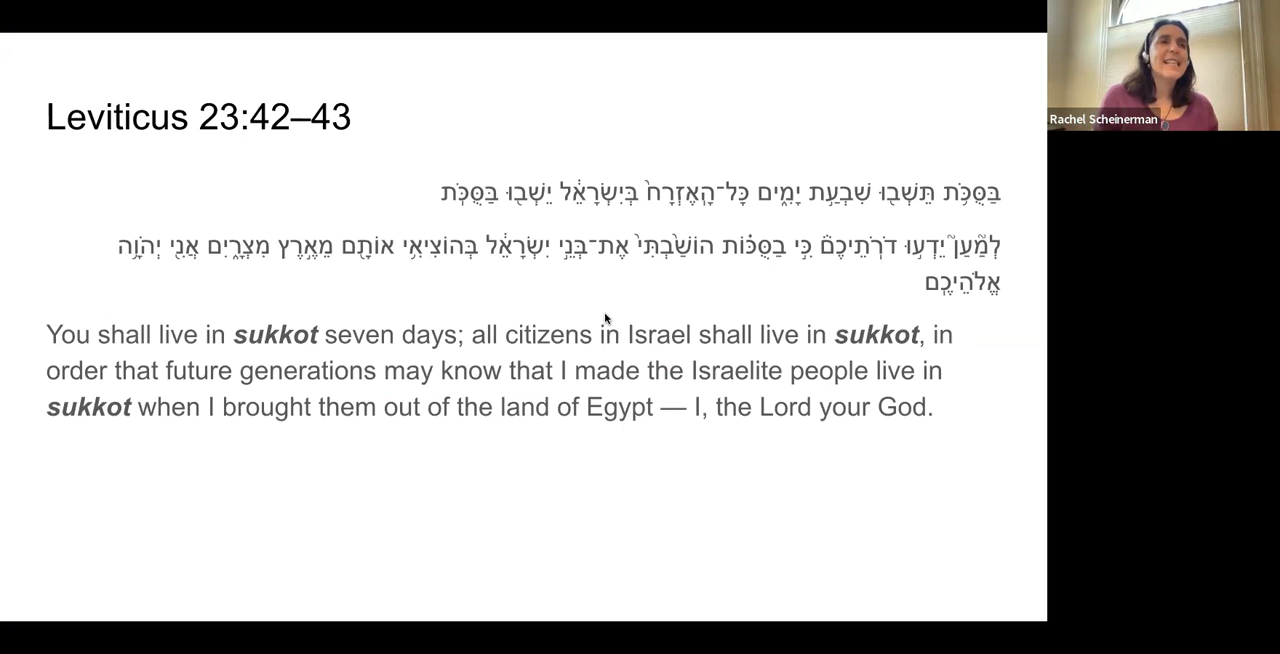 Leviticus 23:42–43
Rachel Scheinerman
בַּסֻּכֹּ֥ת תֵּשְׁב֖וּ שִׁבְעַ֣ת יָמִ֑ים כׇּל־הָֽאֶזְרָח֙ בְּיִשְׂרָאֵ֔ל יֵשְׁב֖וּ בַּסֻּכֹּֽת
לְמַ֘עַן֮ יֵדְע֣וּ דֹרֹֽתֵיכֶם֒ כִּ֣י בַסֻּכּ֗וֹת הוֹשַׁ֙בְתִּי֙ אֶת־בְּנֵ֣י יִשְׂרָאֵ֔ל בְּהוֹצִיאִ֥י אוֹתָ֖ם מֵאֶ֣רֶץ מִצְרָ֑יִם אֲנִ֖י יְהֹוָ֥ה
אֱלֹהֵיכֶֽם
You shall live in sukkot seven days; all citizens in Israel shall live in sukkot, in
order that future generations may know that I made the Israelite people live in
sukkot when I brought them out of the land of Egypt — I, the Lord your God.